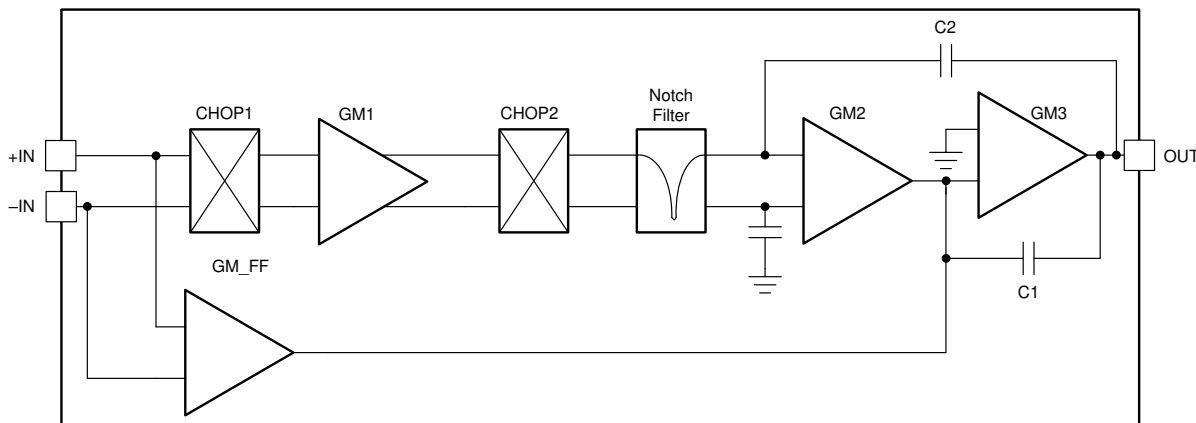 C2
Notch
Filter
CHOP1
GM1
CHOP2
GM2
GM3
+IN
OUT
–IN
GM_FF
C1